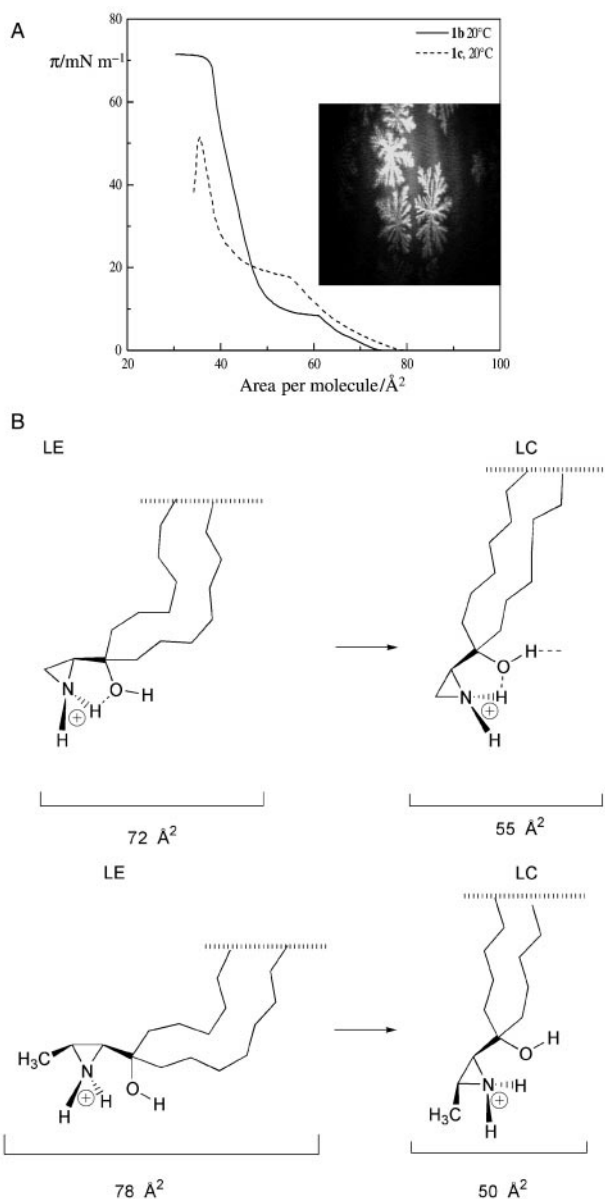 A
π/mN m⁻¹
1b 20°C
1c, 20°C
80
70
60
40
20
0
20 40 60 80 100
Area per molecule/Å²
B
LE LC
N H O H
H
⊕
H O
N H
⊕
H
72 Å² 55 Å²
LE LC
H₃C
N
H H
⊕
O H
H
O
N H
⊕
H₃C H
78 Å² 50 Å²